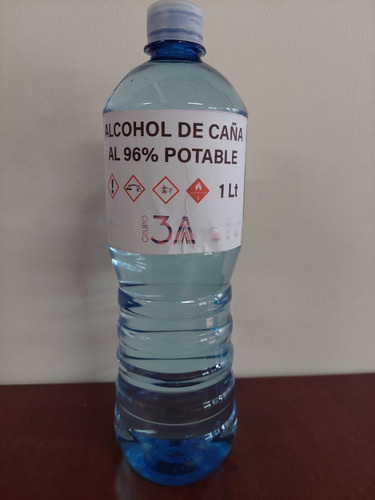 ALCOHOL DE CAÑA
AL 96% POTABLE
1 Lt
GRUPO 3A